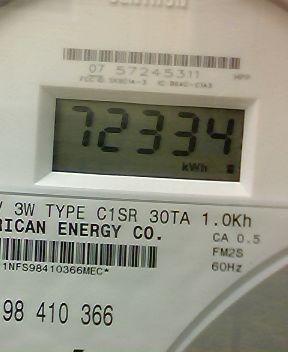 07 57245311
72334
kWh
V 3W TYPE C1SR 30TA 1.0Kh
RICAN ENERGY CO.
CA 0.5
FM2S
60Hz
1NFS98410366MEC*
98 410 366